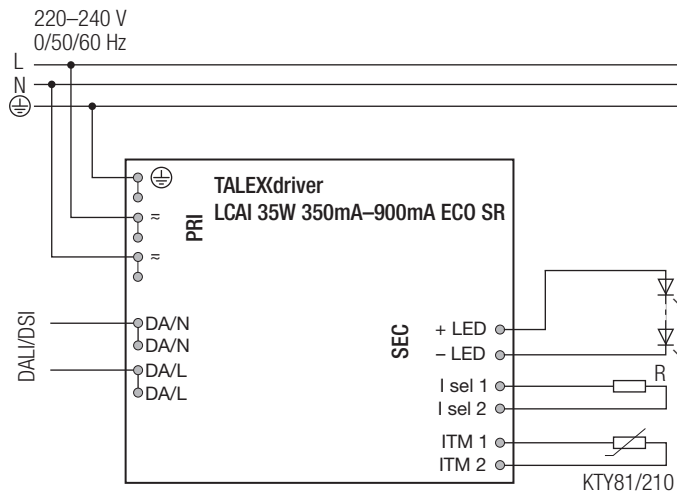 220–240 V
0/50/60 Hz
L
N
TALEXXdriver
LCAI 35W 350mA–900mA ECO SR
PRI
≂
≂
DALI/DSI
DA/N
DA/N
DA/L
DA/L
SEC
+ LED
– LED
I sel 1
I sel 2
R
ITM 1
ITM 2
KTY81/210